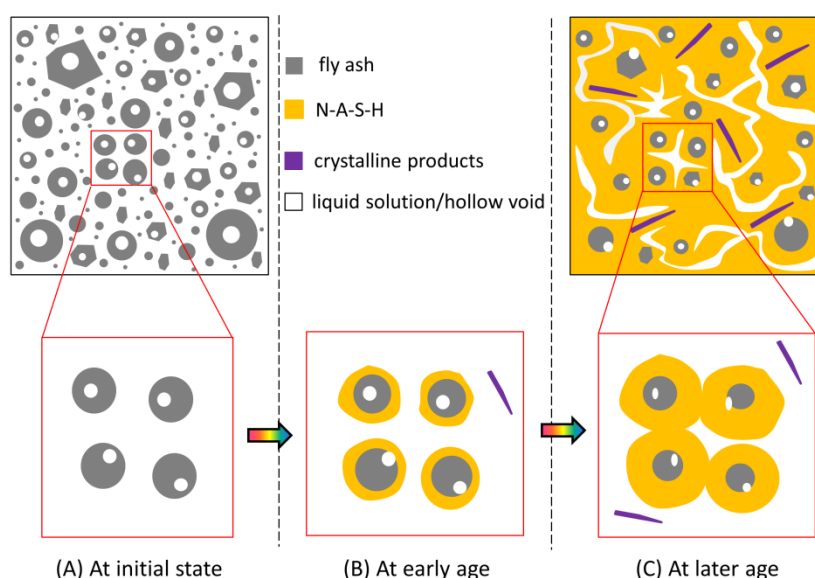 fly ash
N-A-S-H
crystalline products
liquid solution/hollow void
(A) At initial state
(B) At early age
(C) At later age